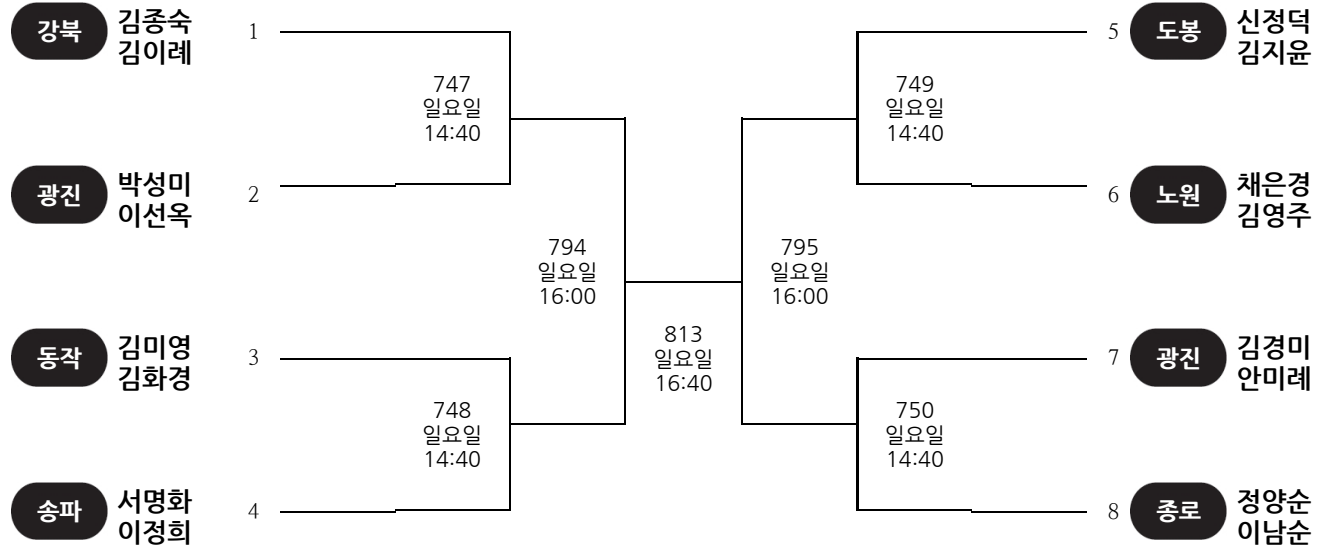 강북
김종숙
김이례
1
747
일요일
14:40
광진
박성미
이선옥
2
794
일요일
16:00
동작
김미영
김화경
3
748
일요일
14:40
송파
서명화
이정희
4
813
일요일
16:40
5
도봉
신정덕
김지윤
749
일요일
14:40
6
노원
채은경
김영주
795
일요일
16:00
7
광진
김경미
안미례
750
일요일
14:40
8
종로
정양순
이남순